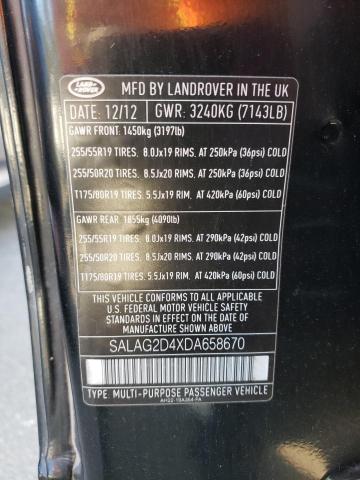 LAND ROVER
MFD BY LANDROVER IN THE UK
DATE: 12/12 GWR: 3240KG (7143LB)
GAWR FRONT: 1450kg (3197lb)
255/55R19 TIRES, 8.0Jx19 RIMS, AT 250kPa (36psi) COLD
255/50R20 TIRES, 8.5Jx20 RIMS, AT 250kPa (36psi) COLD
T175/80R19 TIRES, 5.5Jx19 RIM, AT 420kPa (60psi) COLD
GAWR REAR: 1855kg (4090lb)
255/55R19 TIRES, 8.0Jx19 RIMS, AT 290kPa (42psi) COLD
255/50R20 TIRES, 8.5Jx20 RIMS, AT 290kPa (42psi) COLD
T175/80R19 TIRES, 5.5Jx19 RIM, AT 420kPa (60psi) COLD
THIS VEHICLE CONFORMS TO ALL APPLICABLE
U.S. FEDERAL MOTOR VEHICLE SAFETY STANDARDS
IN EFFECT ON THE DATE OF
MANUFACTURE SHOWN ABOVE
SALAG2D4XDA658670
TYPE: MULTI-PURPOSE PASSENGER VEHICLE